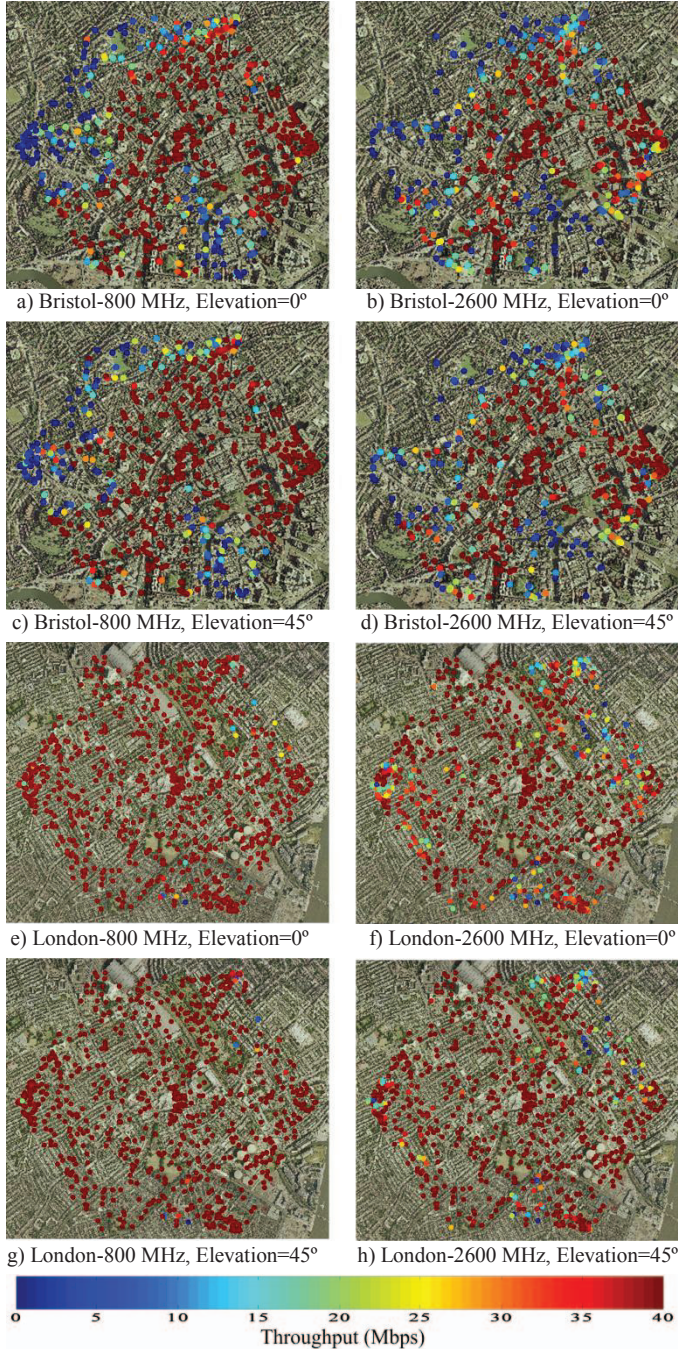 a) Bristol-800 MHz, Elevation=0º
b) Bristol-2600 MHz, Elevation=0º
c) Bristol-800 MHz, Elevation=45º
d) Bristol-2600 MHz, Elevation=45º
e) London-800 MHz, Elevation=0º
f) London-2600 MHz, Elevation=0º
g) London-800 MHz, Elevation=45º
h) London-2600 MHz, Elevation=45º
0 5 10 15 20 25 30 35 40
Throughput (Mbps)